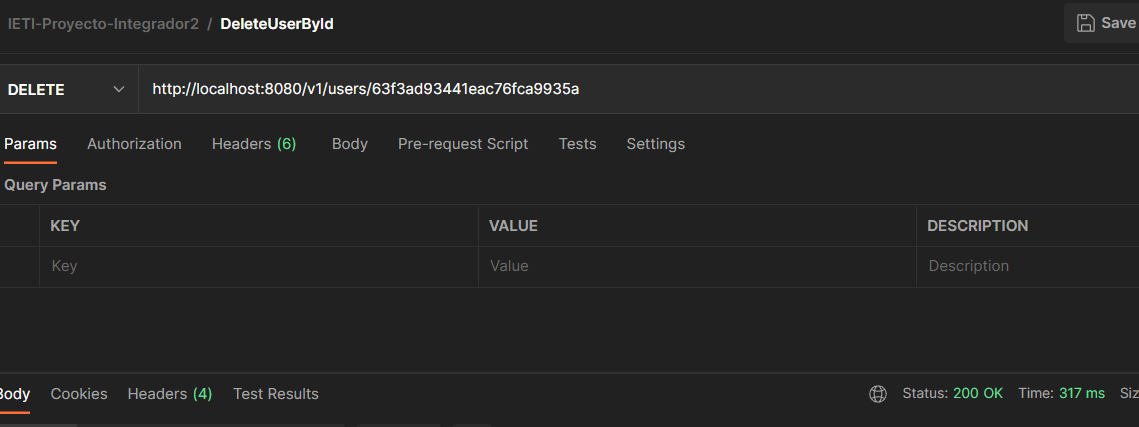 IETI-Proyecto-Integrador2 / DeleteUserById
Save
DELETE http://localhost:8080/v1/users/63f3ad93441eac76fca9935a
Params Authorization Headers (6) Body Pre-request Script Tests Settings
Query Params
KEY VALUE DESCRIPTION
Key Value Description
Body Cookies Headers (4) Test Results Status: 200 OK Time: 317 ms